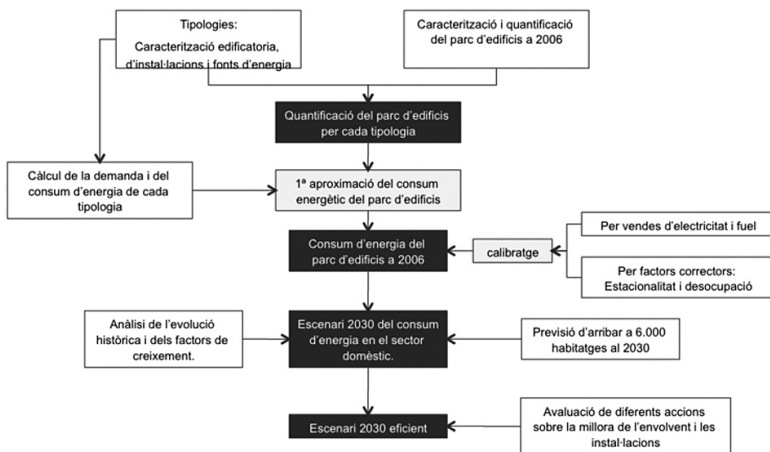 Tipologies:
Caracterització edificatoria,
d'instal·lacions i fonts d'energia
Caracterització i quantificació
del parc d'edificis a 2006
Quantificació del parc d'edificis
per cada tipologia
Càlcul de la demanda i del
consum d'energia de cada
tipologia
1ª aproximació del consum
energètic del parc d'edificis
Consum d'energia del
parc d'edificis a 2006
calibratge
Per vendes d'electricitat i fuel
Per factors correctors:
Estacionalitat i desocupació
Anàlisi de l'evolució
històrica i dels factors de
creixement.
Escenari 2030 del consum
d'energia en el sector
domèstic.
Previsió d'arribar a 6.000
habitatges al 2030
Escenari 2030 eficient
Avaluació de diferents accions
sobre la millora de l'envolvent i les
instal·lacions